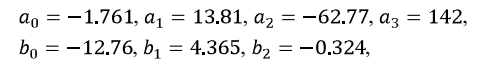 a₀ = −1.761, a₁ = 13.81, a₂ = −62.77, a₃ = 142,
b₀ = −12.76, b₁ = 4.365, b₂ = −0.324,